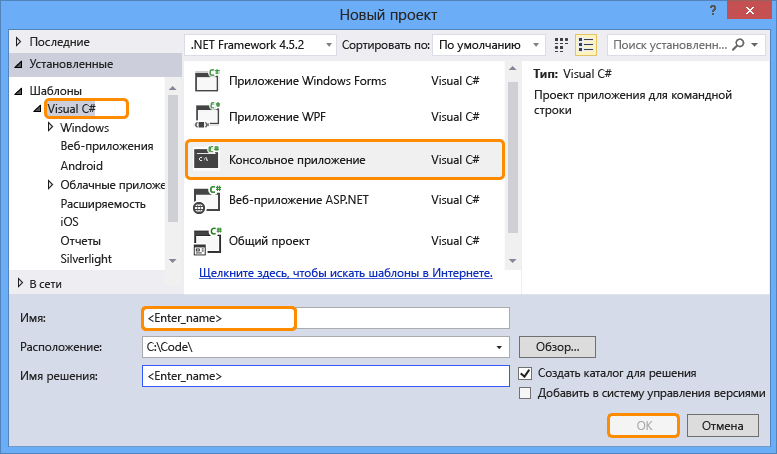 Новый проект
? ×
Последние
.NET Framework 4.5.2
Сортировать по:
По умолчанию
Поиск установленн...
Установленные
Шаблоны
Visual C#
Windows
Веб-приложения
Android
Облачные приложе
Расширяемость
iOS
Отчеты
Silverlight
В сети
Приложение Windows Forms Visual C#
Приложение WPF Visual C#
Консольное приложение Visual C#
Веб-приложение ASP.NET Visual C#
Общий проект Visual C#
Щелкните здесь, чтобы искать шаблоны в Интернете.
Тип: Visual C#
Проект приложения для командной
строки
Имя: <Enter_name>
Расположение: C:\Code\ Обзор...
Имя решения: <Enter_name>
Создать каталог для решения
Добавить в систему управления версиями
OK Отмена